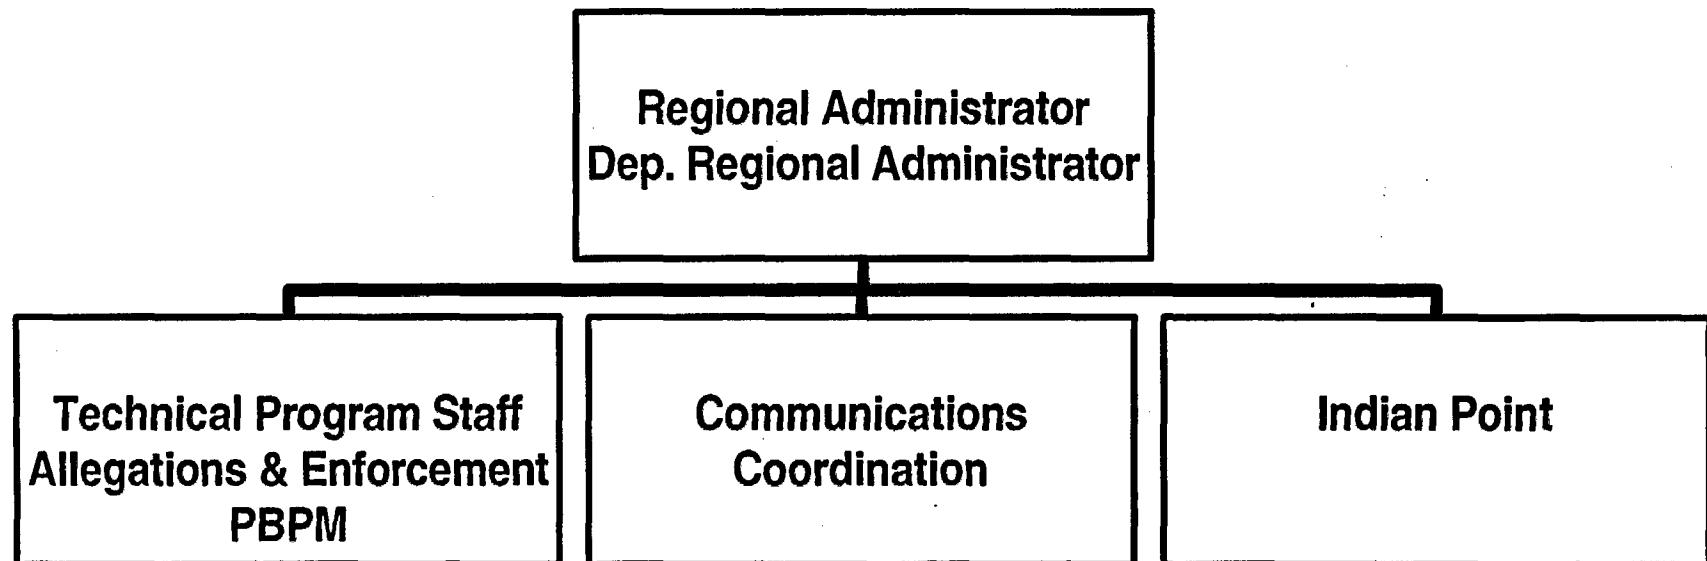 Regional Administrator
Dep. Regional Administrator
Technical Program Staff
Allegations & Enforcement
PBPM
Communications
Coordination
Indian Point